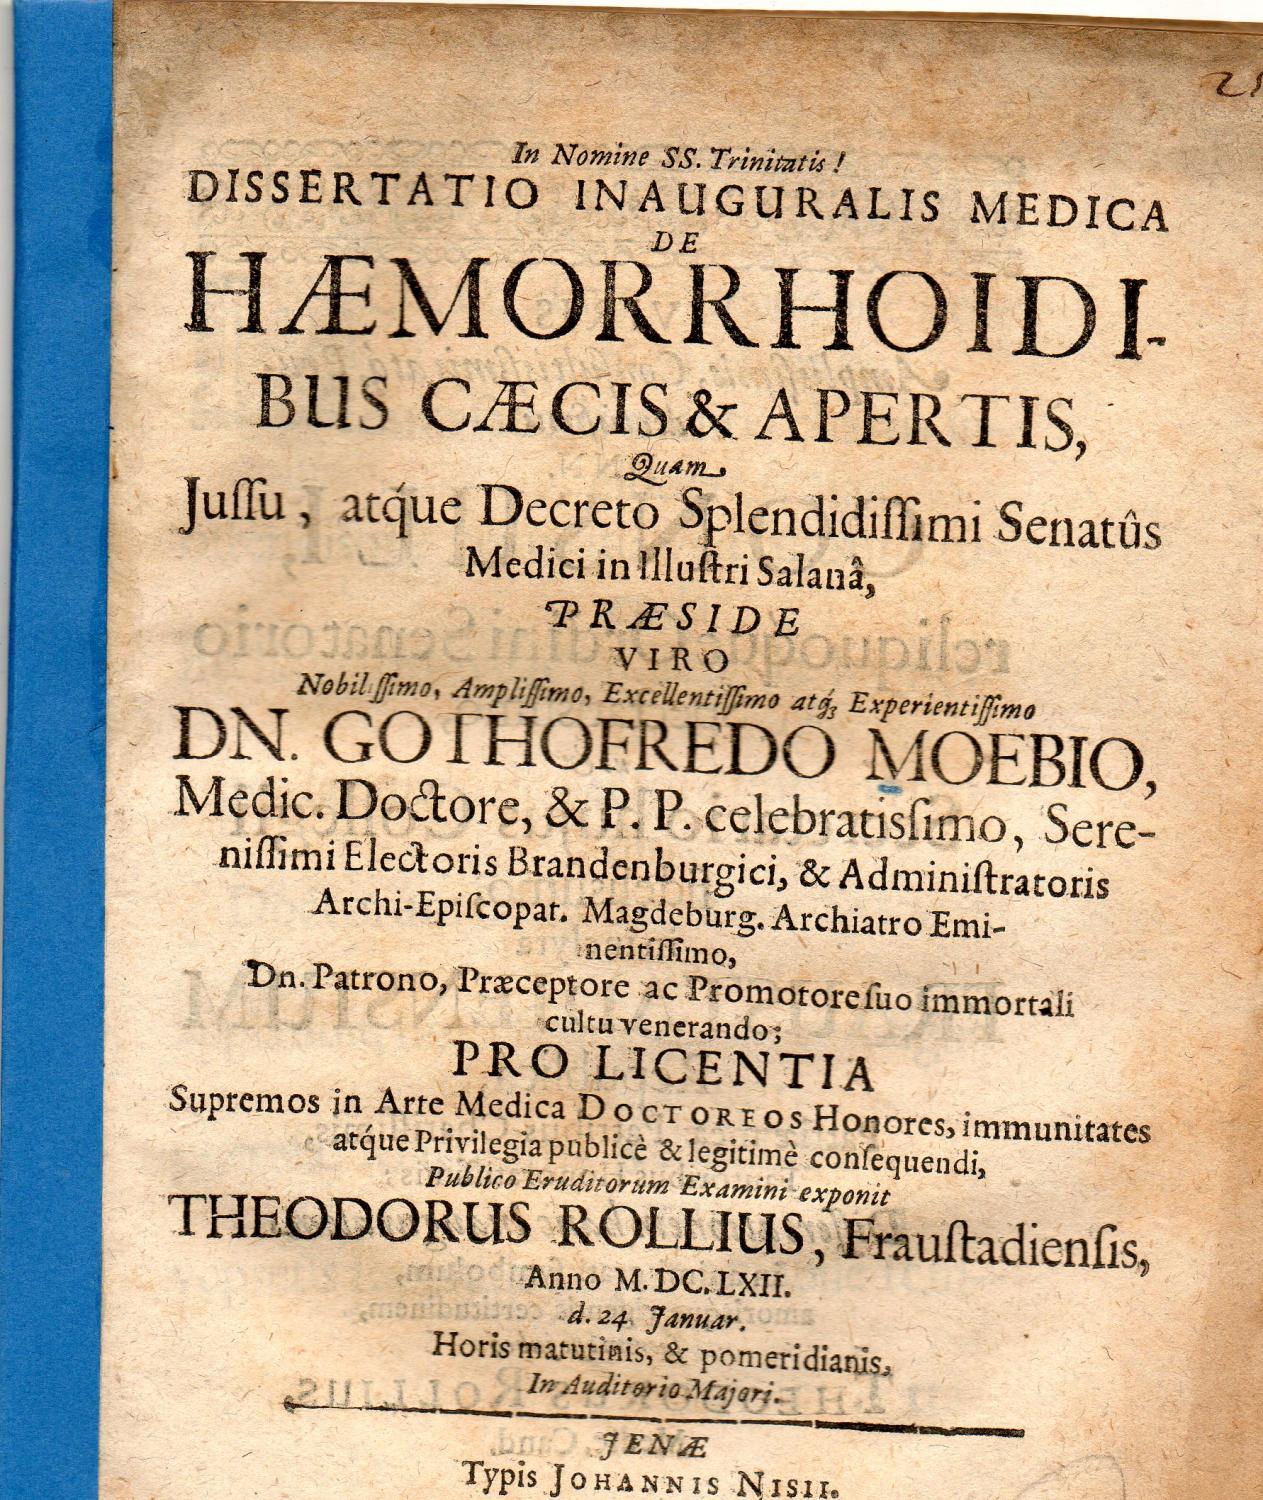 In Nomine SS. Trinitatis!
DISSERTATIO INAUGURALIS MEDICA
DE
HÆMORRHOIDI-
BUS CÆCIS & APERTIS,
Quam
Juſſu, atq́ue Decreto Splendidiſſimi Senatûs
Medici in Illuſtri Salanâ,
PRÆSIDE
VIRO
Nobiliſſimo, Ampliſſimo, Excellentiſſimo atq́ꝫ Experientiſſimo
DN. GOTHOFREDO MOEBIO,
Medic. Doctore, & P. P. celebratisſimo, Sere-
niſſimi Electoris Brandenburgici, & Adminiſtratoris
Archi-Epiſcopat. Magdeburg. Archiatro Emi-
nentiſſimo,
Dn. Patrono, Præceptore ac Promotore ſuo immortali
cultu venerando;
PRO LICENTIA
Supremos in Arte Medica DOCTOREOS Honores, immunitates
atq́ue Privilegia publicè & legitimè conſequendi,
Publico Eruditorum Examini exponit
THEODORUS ROLLIUS, Frauſtadienſis,
Anno M. DC. LXII.
d. 24 Januar.
Horis matutinis, & pomeridianis,
In Auditorio Majori.
JENÆ
Typis JOHANNIS NISII.